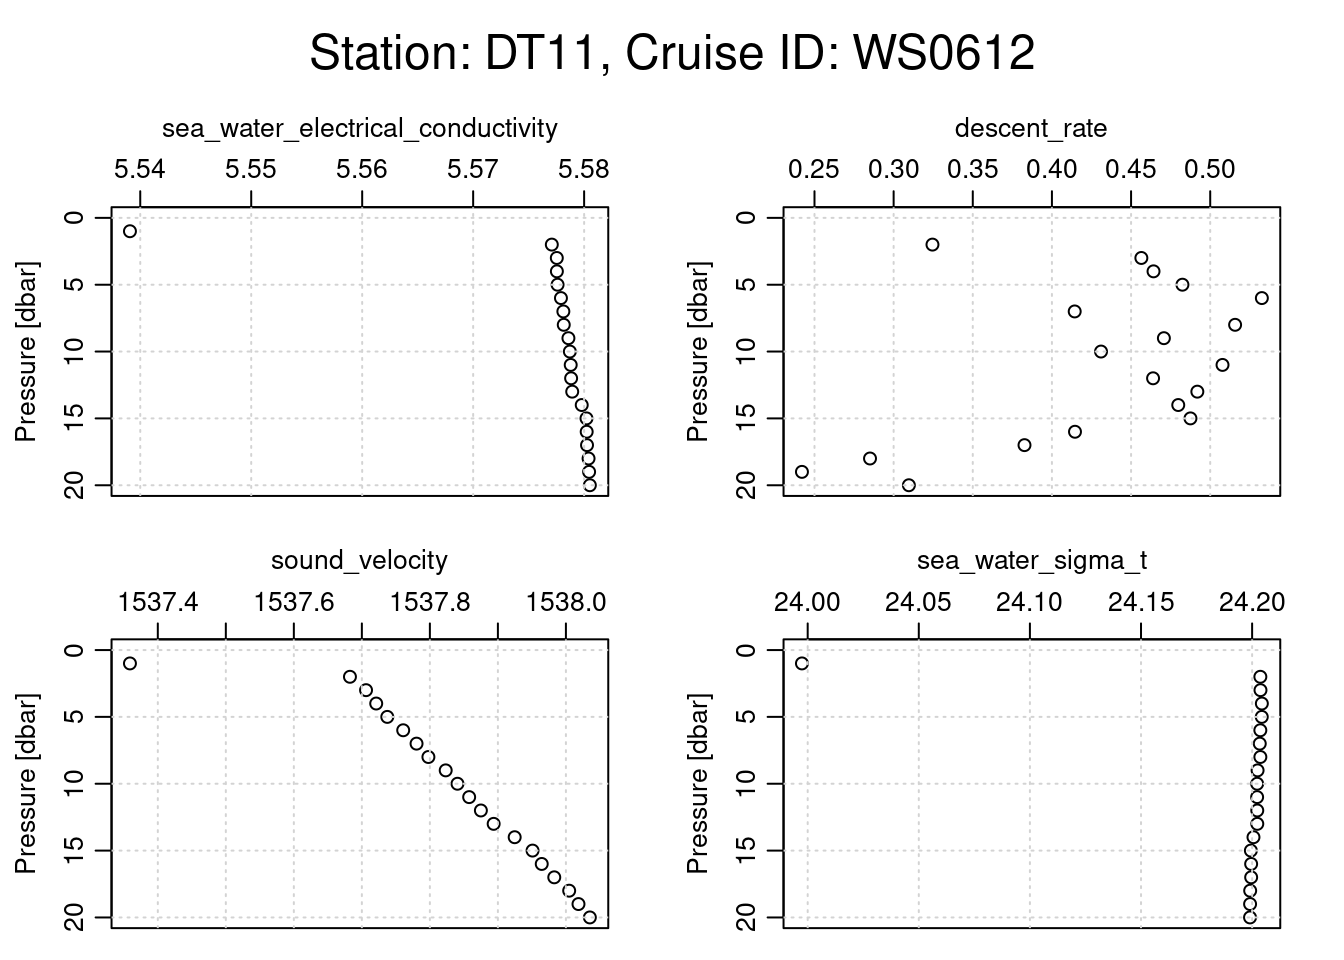 Station: DT11, Cruise ID: WS0612
sea_water_electrical_conductivity
5.54 5.55 5.56 5.57 5.58
Pressure [dbar]
0
5
10
15
20
descent_rate
0.25 0.30 0.35 0.40 0.45 0.50
Pressure [dbar]
0
5
10
15
20
sound_velocity
1537.4 1537.6 1537.8 1538.0
Pressure [dbar]
0
5
10
15
20
sea_water_sigma_t
24.00 24.05 24.10 24.15 24.20
Pressure [dbar]
0
5
10
15
20